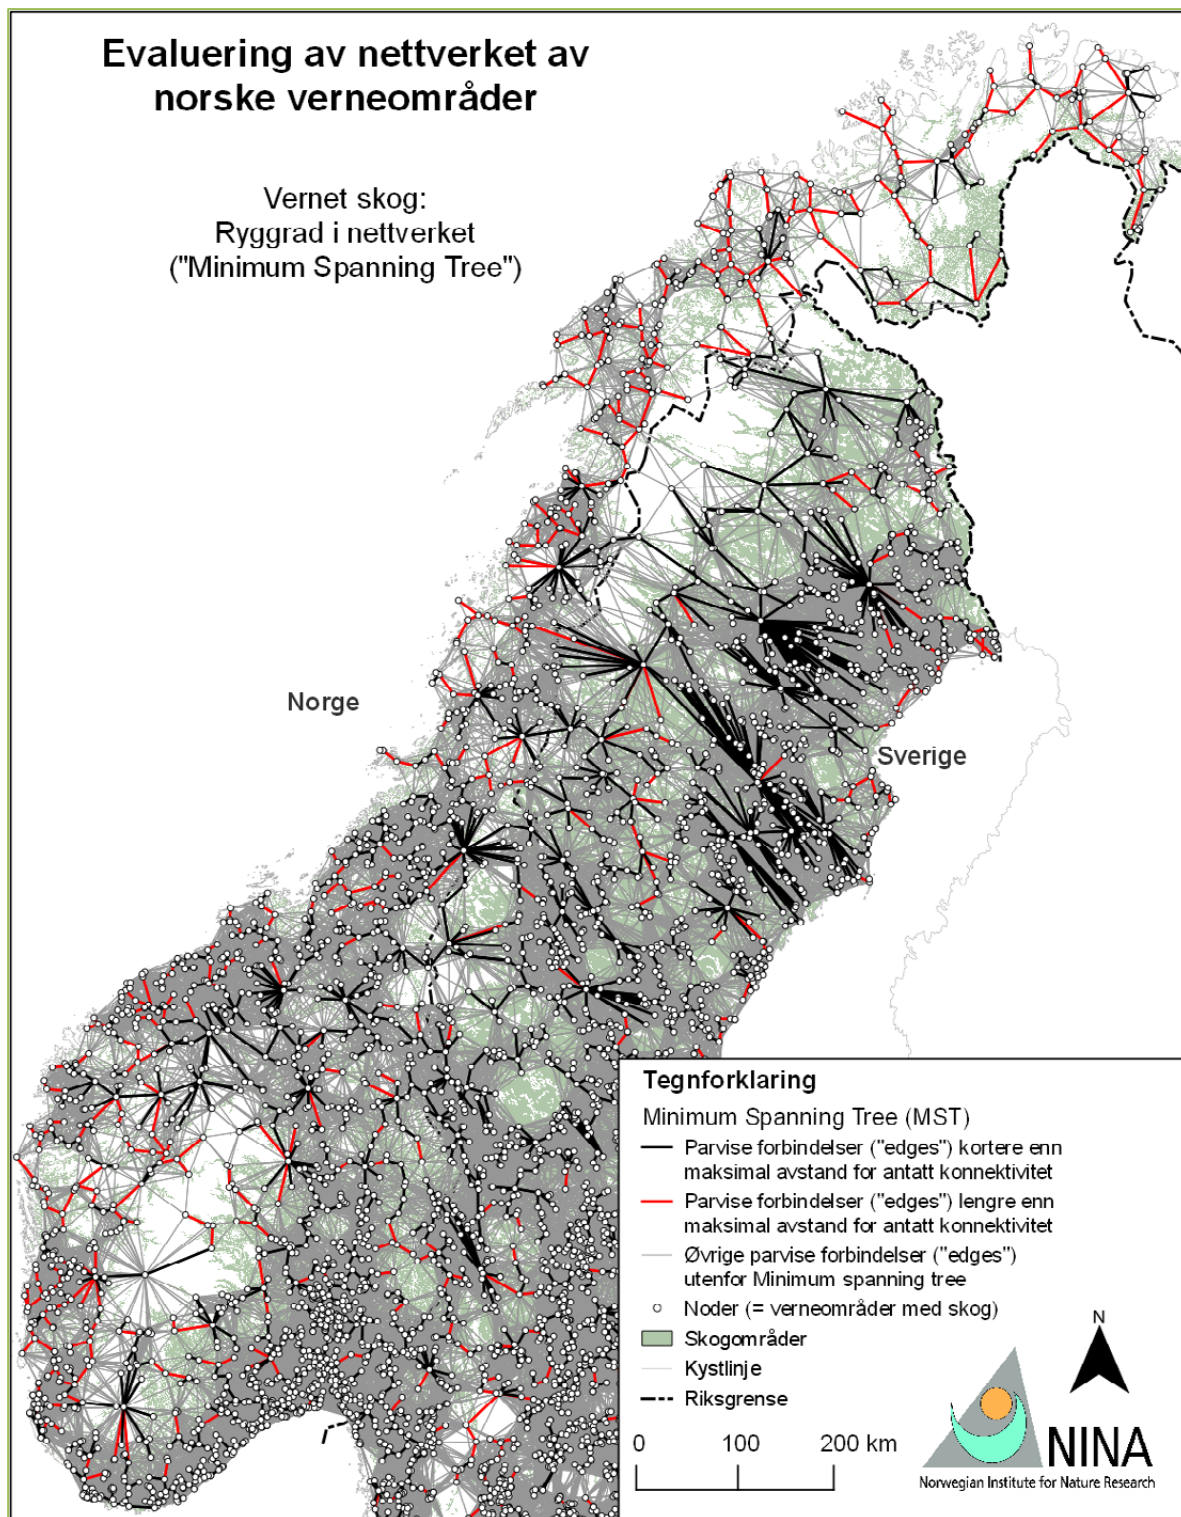 Evaluering av nettverket av
norske verneområder
Vernet skog:
Ryggrad i nettverket
("Minimum Spanning Tree")
Norge
Sverige
Tegnforklaring
Minimum Spanning Tree (MST)
Parvise forbindelser ("edges") kortere enn
maksimal avstand for antatt konnektivitet
Parvise forbindelser ("edges") lengre enn
maksimal avstand for antatt konnektivitet
Øvrige parvise forbindelser ("edges")
utenfor Minimum spanning tree
Noder (= verneområder med skog)
Skogområder
Kystlinje
Riksgrense
N
0 100 200 km
NINA
Norwegian Institute for Nature Research